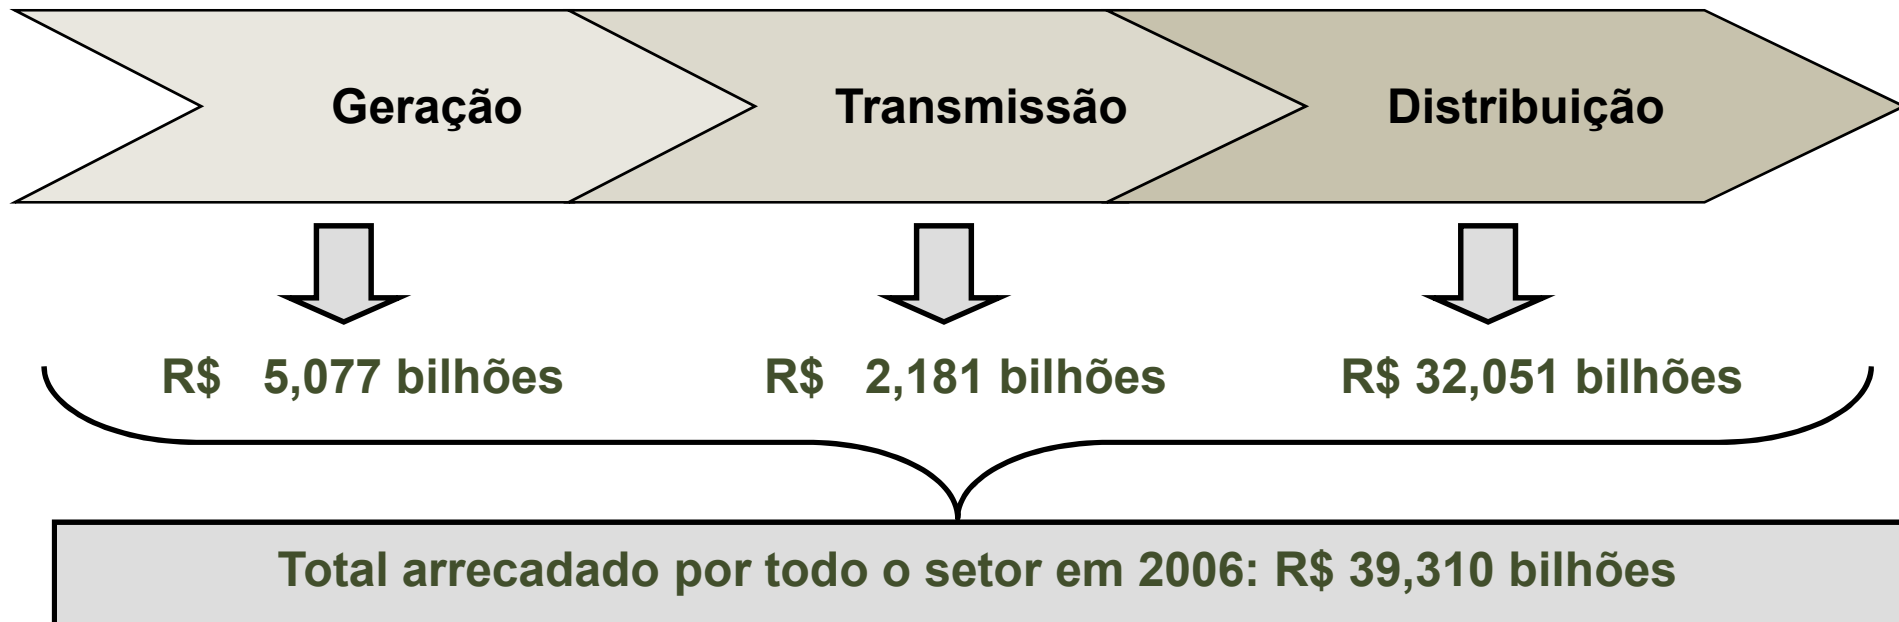 Geração Transmissão Distribuição
R$ 5,077 bilhões R$ 2,181 bilhões R$ 32,051 bilhões
Total arrecadado por todo o setor em 2006: R$ 39,310 bilhões